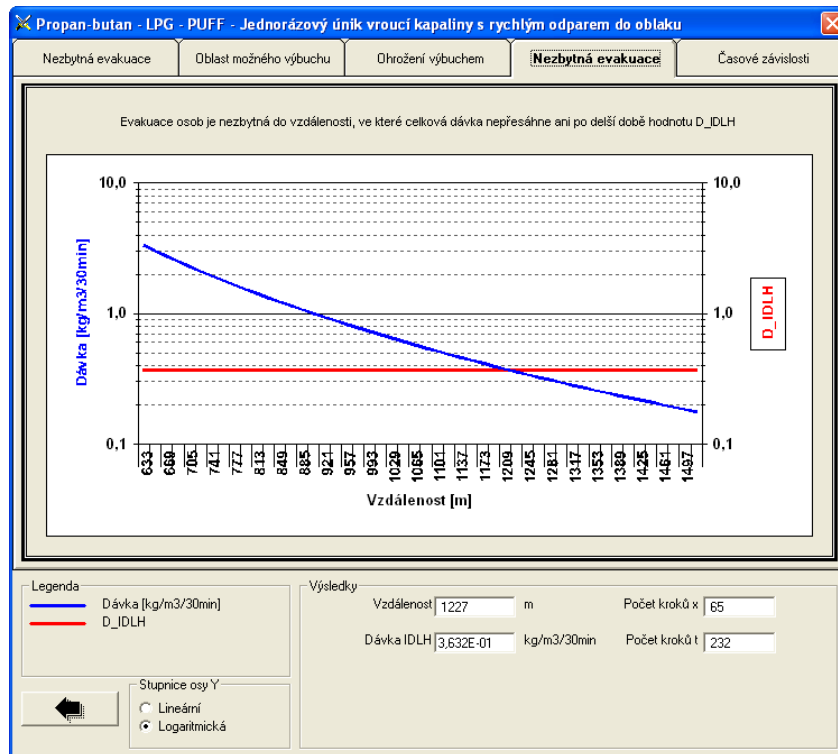 Propan-butan - LPG - PUFF - Jednorázový únik vroucí kapaliny s rychlým odparem do oblaku
Nezbytná evakuace
Oblast možného výbuchu
Ohrožení výbuchem
Nezbytná evakuace
Časové závislosti
Evakuace osob je nezbytná do vzdálenosti, ve které celková dávka nepřesáhne ani po delší době hodnotu D_IDLH
Dávka [kg/m3/30min]
10,0
1,0
0,1
10,0
1,0
0,1
D_IDLH
633 669 705 741 777 813 849 885 921 957 993 1029 1065 1101 1137 1173 1209 1245 1281 1317 1353 1389 1425 1461 1497
Vzdálenost [m]
Legenda
Dávka [kg/m3/30min]
D_IDLH
Výsledky
Vzdálenost 1227 m Počet kroků x 65
Dávka IDLH 3,632E-01 kg/m3/30min Počet kroků t 232
Stupnice osy Y
Lineární
Logaritmická